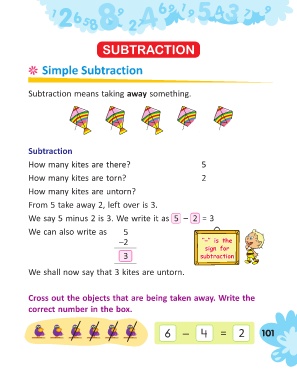 SUBTRACTION
Simple Subtraction
Subtraction means taking away something.
Subtraction
How many kites are there? 5
How many kites are torn? 2
How many kites are untorn?
From 5 take away 2, left over is 3.
We say 5 minus 2 is 3. We write it as 5 – 2 = 3
We can also write as 5
–2
3
"–" is the
sign for
subtraction
We shall now say that 3 kites are untorn.
Cross out the objects that are being taken away. Write the
correct number in the box.
6 – 4 = 2
101